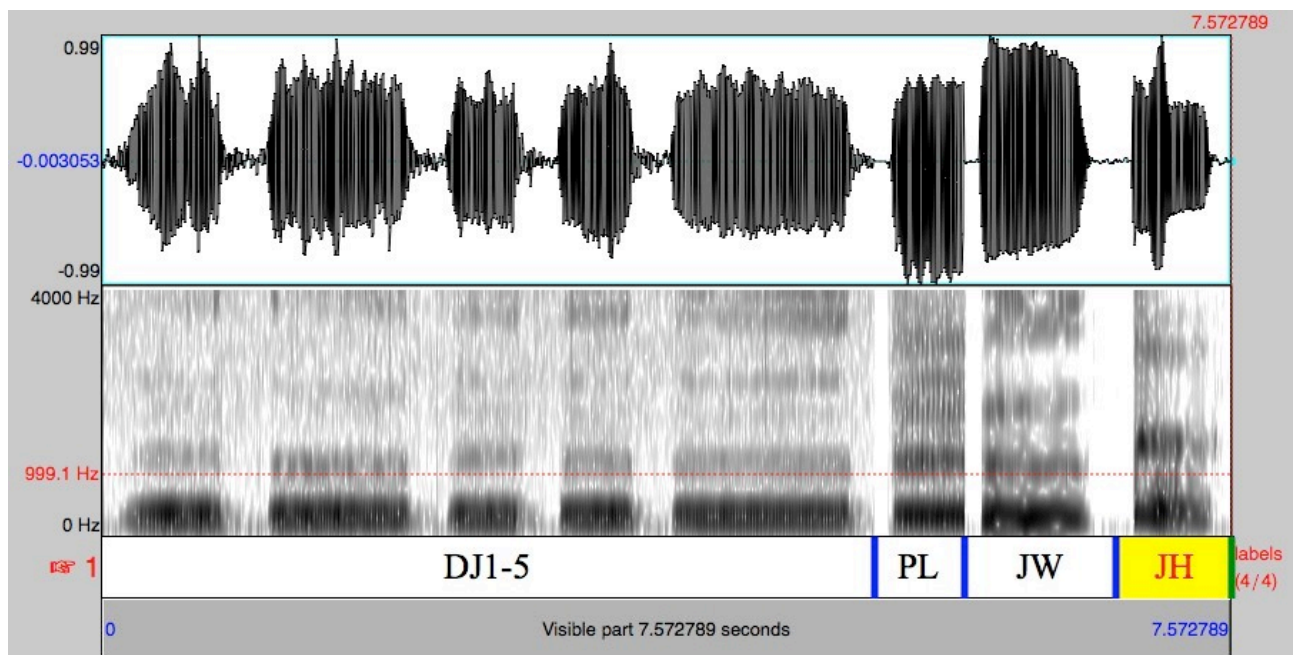 7.572789
0.99
-0.003053
-0.99
4000 Hz
999.1 Hz
0 Hz
☞ 1 DJ1-5 PL JW JH labels
(4/4)
0 Visible part 7.572789 seconds 7.572789